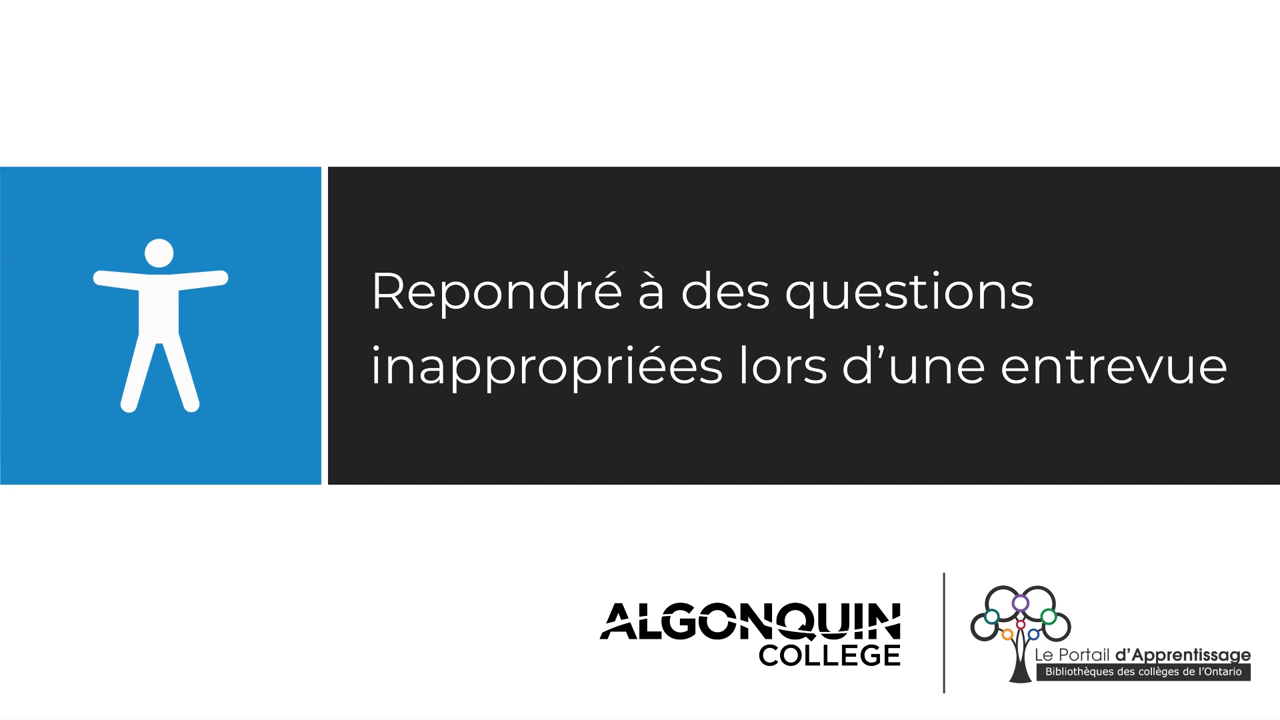 Repondré à des questions
inappropriées lors d’une entrevue
ALGONQUIN
COLLEGE
Le Portail d’Apprentissage
Bibliothèques des collèges de l’Ontario